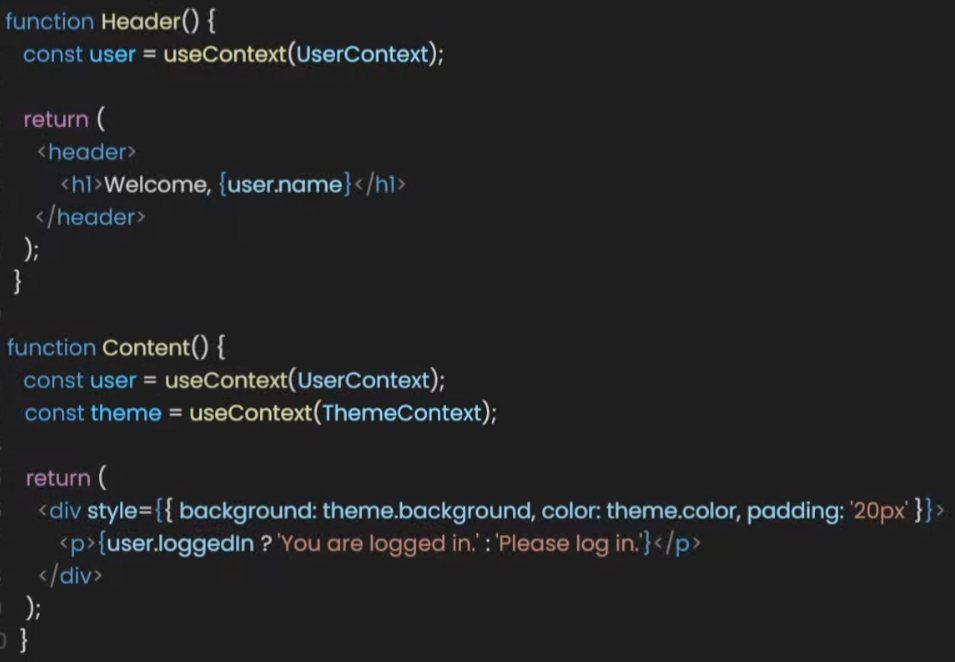 function Header() {
const user = useContext(UserContext);
return (
<header>
<h1>Welcome, {user.name}</h1>
</header>
);
}
function Content() {
const user = useContext(UserContext);
const theme = useContext(ThemeContext);
return (
<div style={{ background: theme.background, color: theme.color, padding: '20px' }}>
<p>{user.loggedIn ? 'You are logged in.' : 'Please log in.'}</p>
</div>
);
}